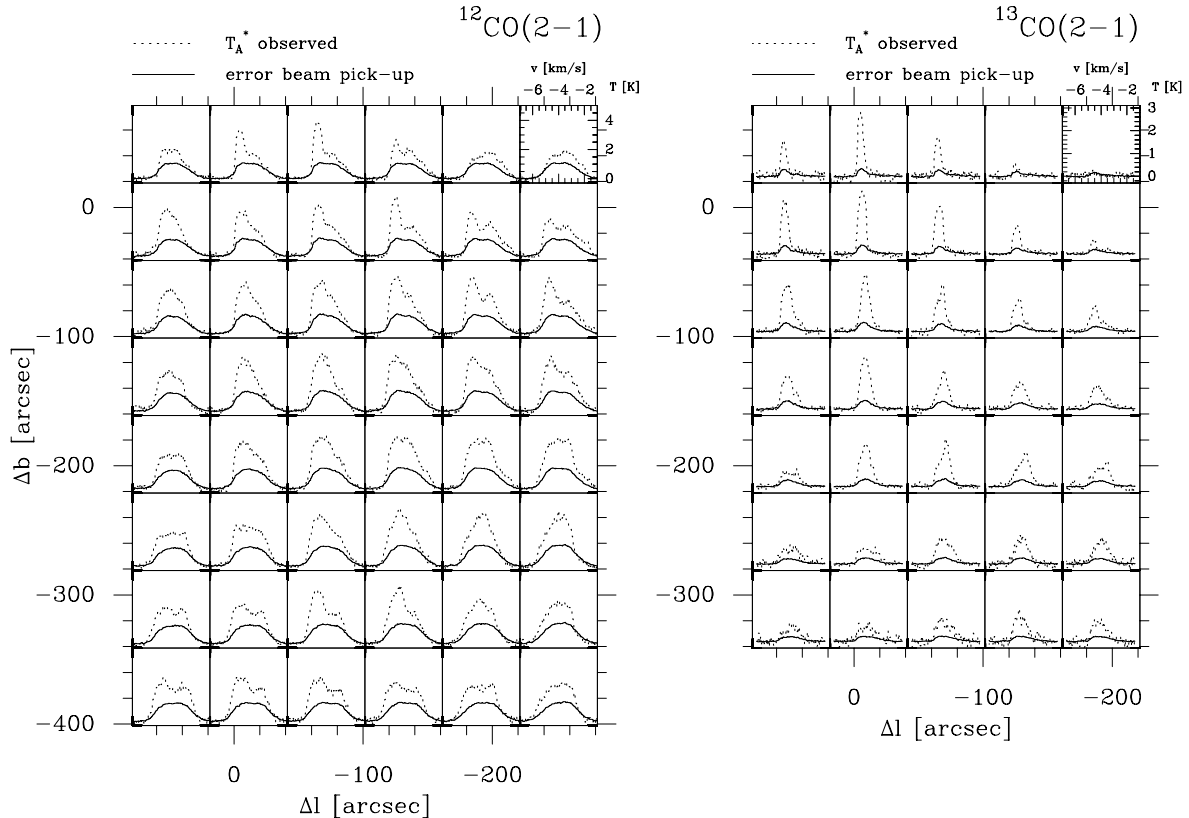 ¹²CO(2−1)
T_A* observed
error beam pick-up
v [km/s]
−6 −4 −2
T [K]
4
2
0
0
−100
−200
−300
−400
Δb [arcsec]
0 −100 −200
Δl [arcsec]
¹³CO(2−1)
T_A* observed
error beam pick-up
v [km/s]
−6 −4 −2
T [K]
3
2
1
0
0
−100
−200
−300
0 −100 −200
Δl [arcsec]